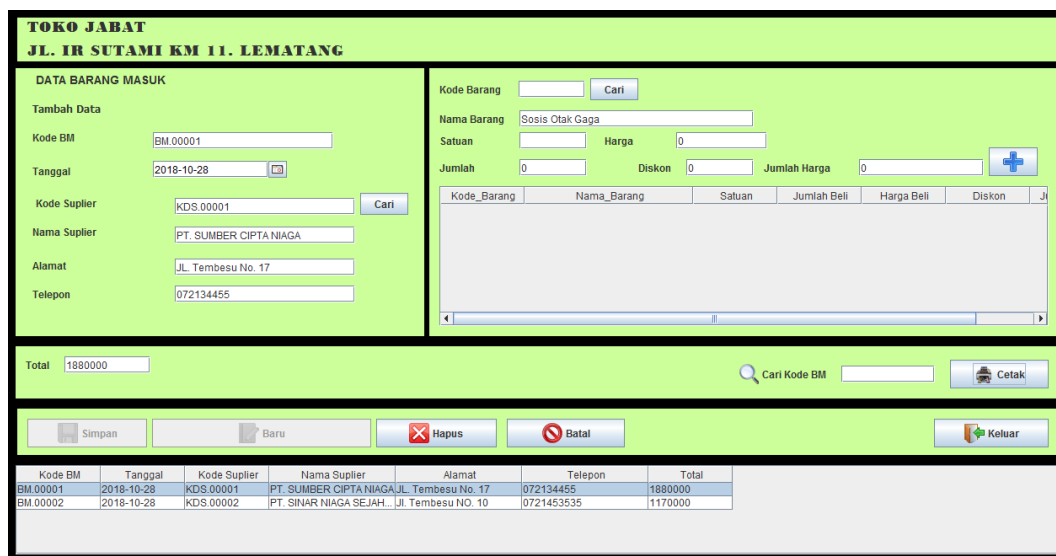 TOKO JABAT
JL. IR SUTAMI KM 11. LEMATANG
DATA BARANG MASUK
Tambah Data
Kode BM BM.00001
Tanggal 2018-10-28
Kode Suplier KDS.00001 Cari
Nama Suplier PT. SUMBER CIPTA NIAGA
Alamat JL. Tembesu No. 17
Telepon 072134455
Kode Barang Cari
Nama Barang Sosis Otak Gaga
Satuan Harga 0
Jumlah 0 Diskon 0 Jumlah Harga 0
Kode_Barang Nama_Barang Satuan Jumlah Beli Harga Beli Diskon
Total 1880000
Cari Kode BM Cetak
Simpan Baru Hapus Batal Keluar
Kode BM Tanggal Kode Suplier Nama Suplier Alamat Telepon Total
BM.00001 2018-10-28 KDS.00001 PT. SUMBER CIPTA NIAGA JL. Tembesu No. 17 072134455 1880000
BM.00002 2018-10-28 KDS.00002 PT. SINAR NIAGA SEJAH... Jl. Tembesu NO. 10 0721453535 1170000